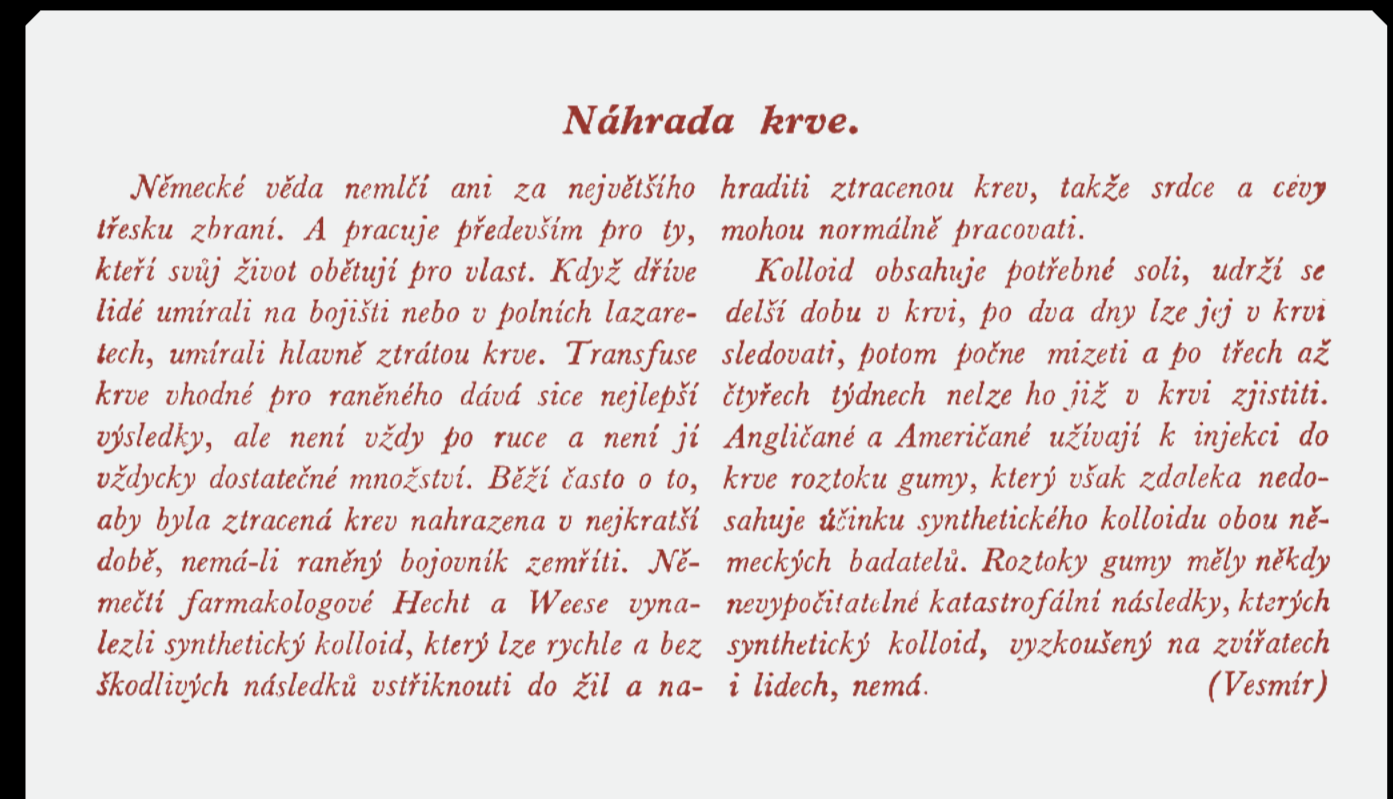 Náhrada krve.
Německé věda nemlčí ani za největšího
třesku zbraní. A pracuje především pro ty,
kteří svůj život obětují pro vlast. Když dříve
lidé umírali na bojišti nebo v polních lazare-
tech, umírali hlavně ztrátou krve. Transfuse
krve vhodné pro raněného dává sice nejlepší
výsledky, ale není vždy po ruce a není jí
vždycky dostatečné množství. Běží často o to,
aby byla ztracená krev nahrazena v nejkratší
době, nemá-li raněný bojovník zemříti. Ně-
mečtí farmakologové Hecht a Weese vyna-
lezli synthetický kolloid, který lze rychle a bez
škodlivých následků vstřiknouti do žil a na-
hraditi ztracenou krev, takže srdce a cévy
mohou normálně pracovati.
Kolloid obsahuje potřebné soli, udrží se
delší dobu v krvi, po dva dny lze jej v krvi
sledovati, potom počne mizeti a po třech až
čtyřech týdnech nelze ho již v krvi zjistiti.
Angličané a Američané užívají k injekci do
krve roztoku gumy, který však zdaleka nedo-
sahuje účinku synthetického kolloidu obou ně-
meckých badatelů. Roztoky gumy měly někdy
nevypočitatelné katastrofální následky, kterých
synthetický kolloid, vyzkoušený na zvířatech
i lidech, nemá. (Vesmír)